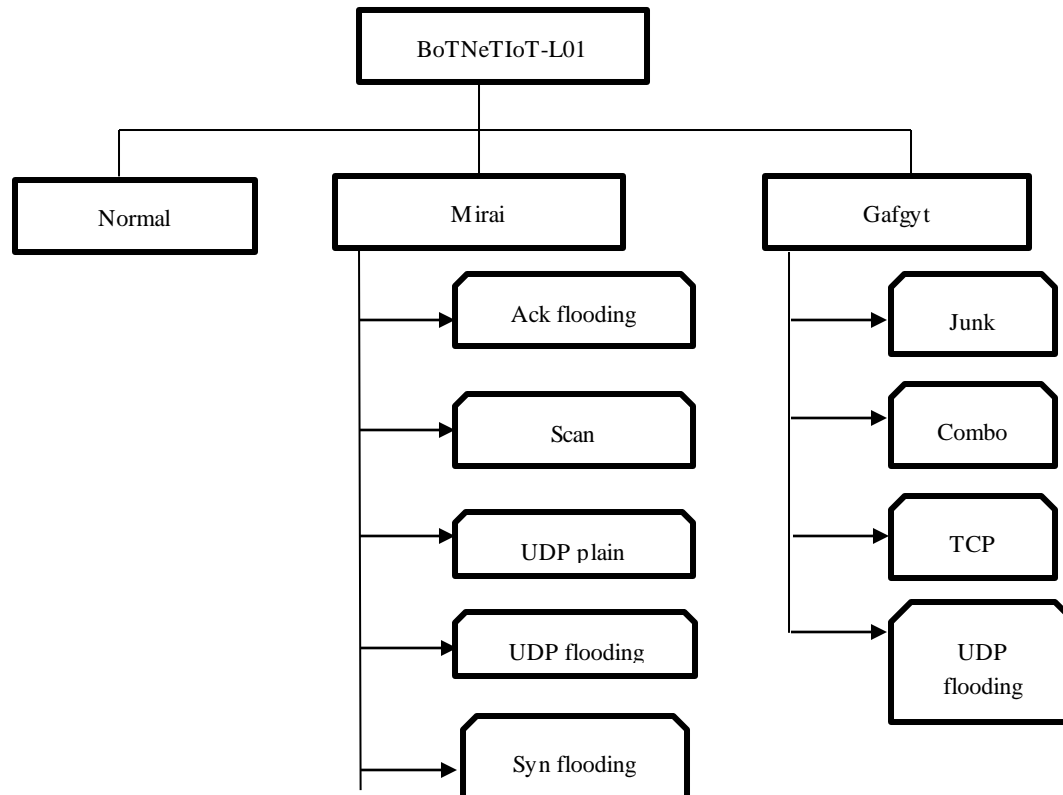 BoTNeTIoT-L01
Normal
Mirai
Gafgyt
Ack flooding
Scan
UDP plain
UDP flooding
Syn flooding
Junk
Combo
TCP
UDP
flooding